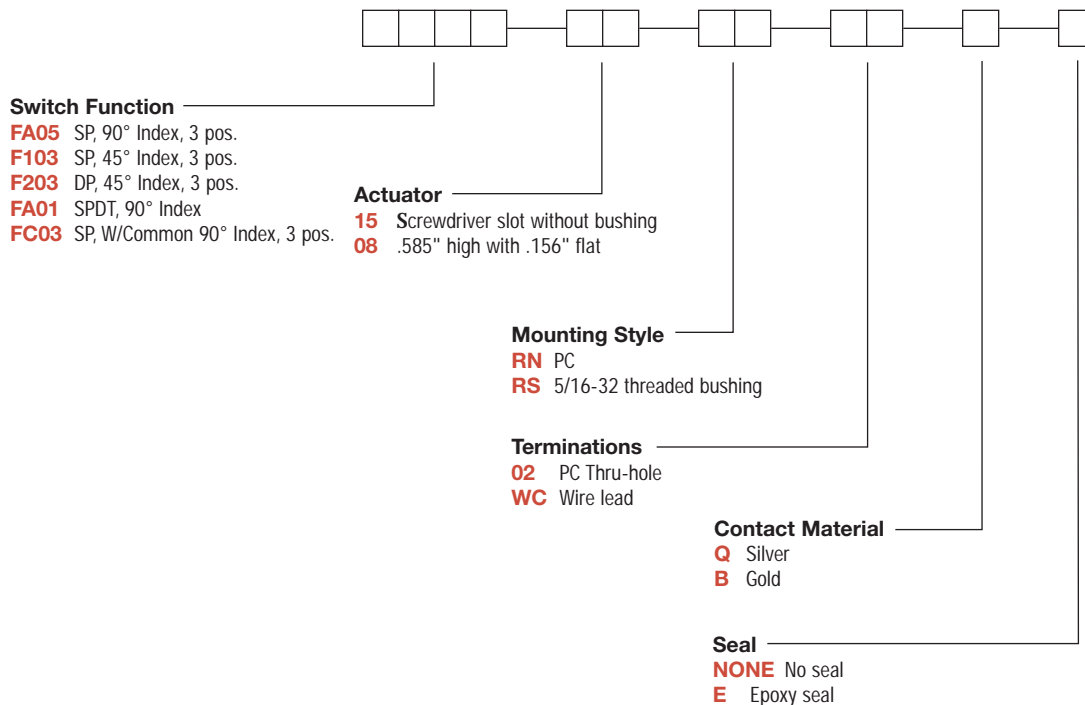 Switch Function
FA05 SP, 90° Index, 3 pos.
F103 SP, 45° Index, 3 pos.
F203 DP, 45° Index, 3 pos.
FA01 SPDT, 90° Index
FC03 SP, W/Common 90° Index, 3 pos.
Actuator
15 Screwdriver slot without bushing
08 .585" high with .156" flat
Mounting Style
RN PC
RS 5/16-32 threaded bushing
Terminations
02 PC Thru-hole
WC Wire lead
Contact Material
Q Silver
B Gold
Seal
NONE No seal
E Epoxy seal